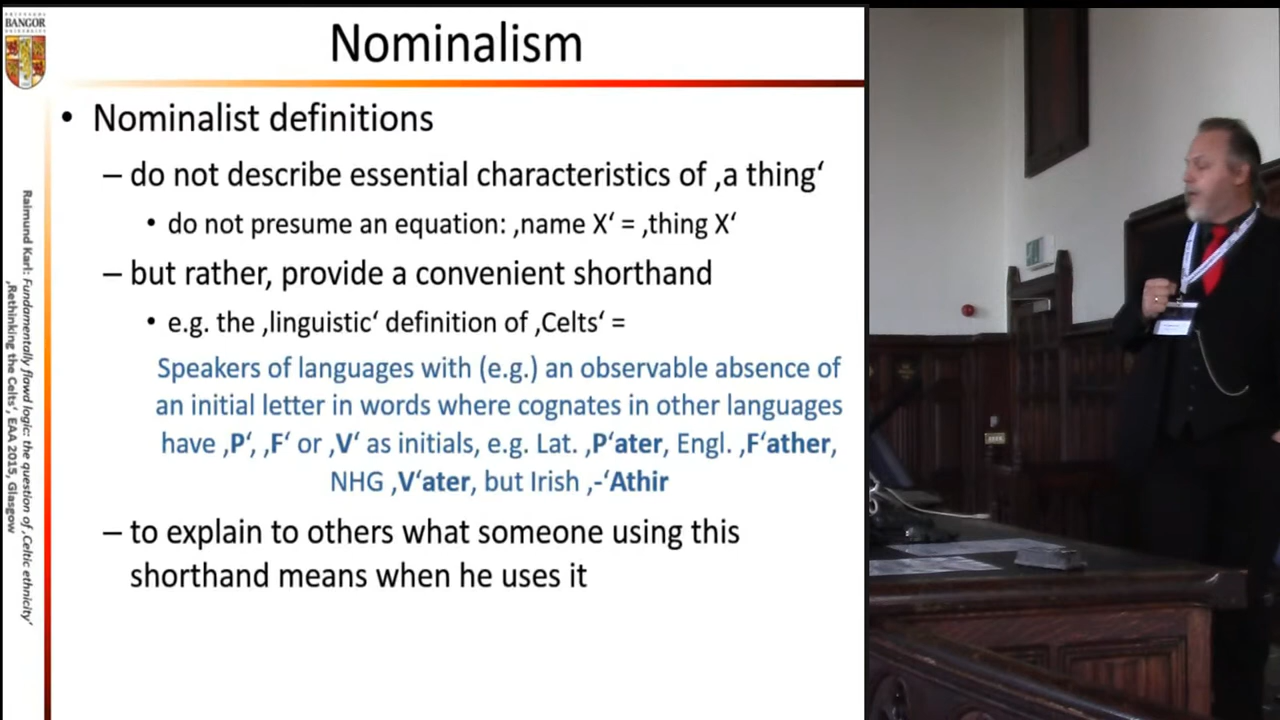 BANGOR
UNIVERSITY
Nominalism
• Nominalist definitions
– do not describe essential characteristics of ‚a thing‘
• do not presume an equation: ‚name X‘ = ‚thing X‘
– but rather, provide a convenient shorthand
• e.g. the ‚linguistic‘ definition of ‚Celts‘ =
Speakers of languages with (e.g.) an observable absence of
an initial letter in words where cognates in other languages
have ‚P‘, ‚F‘ or ‚V‘ as initials, e.g. Lat. ‚P‘ater, Engl. ‚F‘ather,
NHG ‚V‘ater, but Irish ‚-‘Athir
– to explain to others what someone using this
shorthand means when he uses it
Raimund Karl: Fundamentally flawd logic: the question of ‚Celtic ethnicity‘
‚Rethinking the Celts‘, EAA 2015, Glasgow